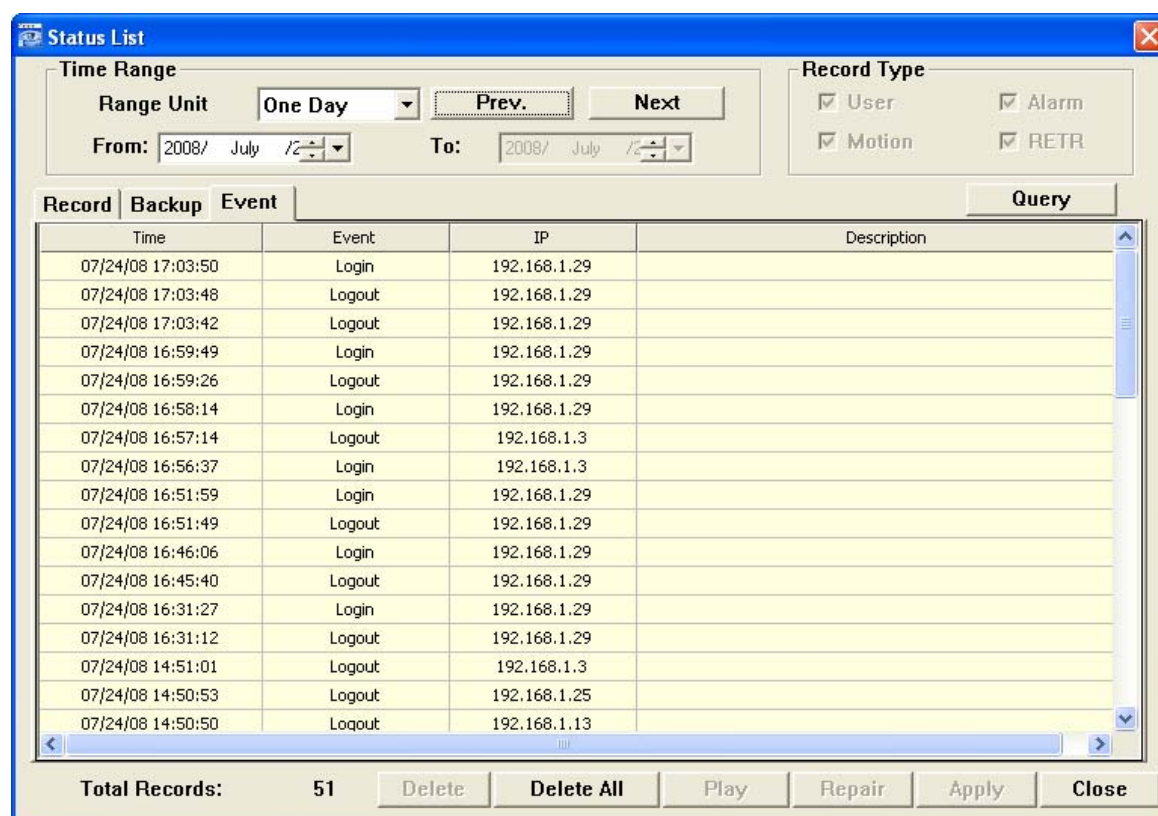 Status List
Time Range
Record Type
Range Unit One Day Prev. Next
User Alarm
From: 2008/ July /2 To: 2008/ July /2
Motion RETR
Record Backup Event Query
Time Event IP Description
07/24/08 17:03:50 Login 192.168.1.29
07/24/08 17:03:48 Logout 192.168.1.29
07/24/08 17:03:42 Logout 192.168.1.29
07/24/08 16:59:49 Login 192.168.1.29
07/24/08 16:59:26 Logout 192.168.1.29
07/24/08 16:58:14 Login 192.168.1.29
07/24/08 16:57:14 Logout 192.168.1.3
07/24/08 16:56:37 Login 192.168.1.3
07/24/08 16:51:59 Login 192.168.1.29
07/24/08 16:51:49 Logout 192.168.1.29
07/24/08 16:46:06 Login 192.168.1.29
07/24/08 16:45:40 Logout 192.168.1.29
07/24/08 16:31:27 Login 192.168.1.29
07/24/08 16:31:12 Logout 192.168.1.29
07/24/08 14:51:01 Logout 192.168.1.3
07/24/08 14:50:53 Logout 192.168.1.25
07/24/08 14:50:50 Logout 192.168.1.13
Total Records: 51 Delete Delete All Play Repair Apply Close